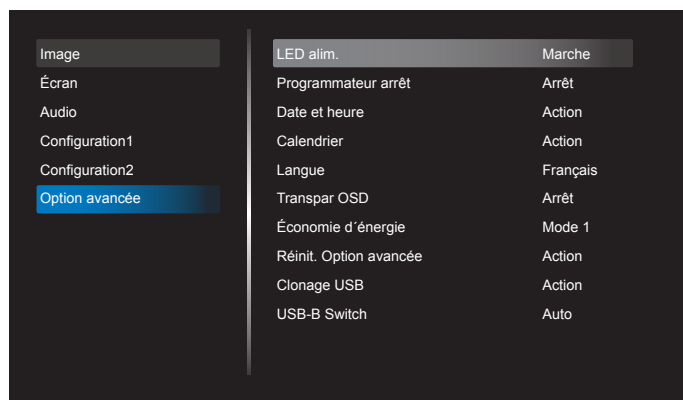 Image
Écran
Audio
Configuration1
Configuration2
Option avancée
LED alim. Marche
Programmateur arrêt Arrêt
Date et heure Action
Calendrier Action
Langue Français
Transpar OSD Arrêt
Économie d´énergie Mode 1
Réinit. Option avancée Action
Clonage USB Action
USB-B Switch Auto